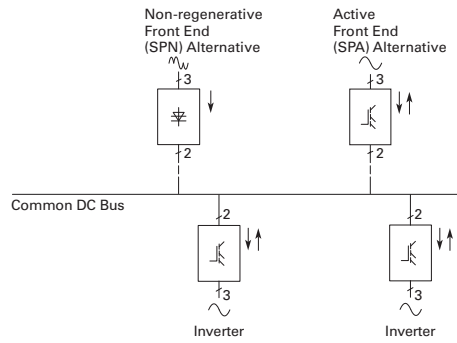 Non-regenerative
Front End
(SPN) Alternative
Active
Front End
(SPA) Alternative
3
3
2
2
Common DC Bus
2
2
3
3
Inverter
Inverter